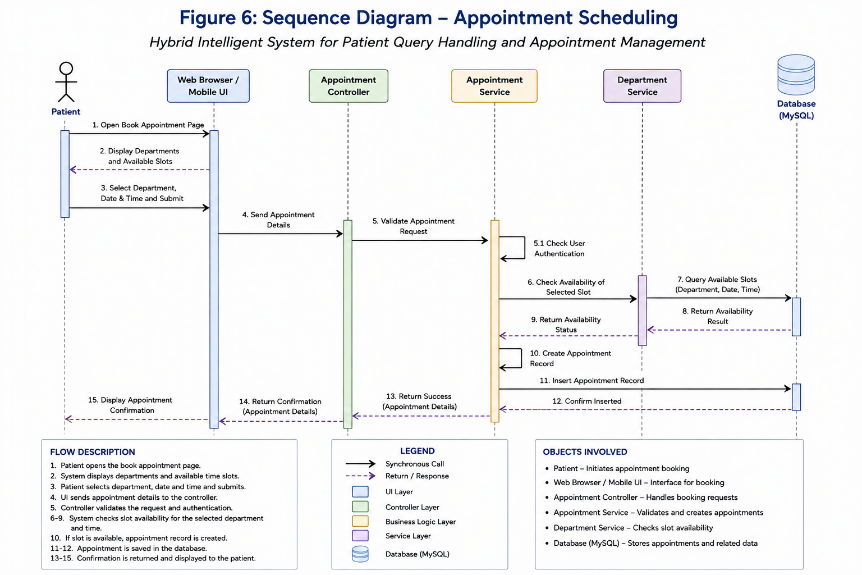 Figure 6: Sequence Diagram – Appointment Scheduling
Hybrid Intelligent System for Patient Query Handling and Appointment Management
Patient
Web Browser /
Mobile UI
Appointment
Controller
Appointment
Service
Department
Service
Database
(MySQL)
1. Open Book Appointment Page
2. Display Departments
and Available Slots
3. Select Department,
Date & Time and Submit
4. Send Appointment
Details
5. Validate Appointment
Request
5.1 Check User
Authentication
6. Check Availability of
Selected Slot
7. Query Available Slots
(Department, Date, Time)
8. Return Availability
Result
9. Return Availability
Status
10. Create Appointment
Record
11. Insert Appointment Record
12. Confirm Inserted
13. Return Success
(Appointment Details)
14. Return Confirmation
(Appointment Details)
15. Display Appointment
Confirmation
FLOW DESCRIPTION
1. Patient opens the book appointment page.
2. System displays departments and available time slots.
3. Patient selects department, date and time and submits.
4. UI sends appointment details to the controller.
5. Controller validates the request and authentication.
6–9. System checks slot availability for the selected department
and time.
10. If slot is available, appointment record is created.
11–12. Appointment is saved in the database.
13–15. Confirmation is returned and displayed to the patient.
LEGEND
Synchronous Call
Return / Response
UI Layer
Controller Layer
Business Logic Layer
Service Layer
Database (MySQL)
OBJECTS INVOLVED
• Patient – Initiates appointment booking
• Web Browser / Mobile UI – Interface for booking
• Appointment Controller – Handles booking requests
• Appointment Service – Validates and creates appointments
• Department Service – Checks slot availability
• Database (MySQL) – Stores appointments and related data